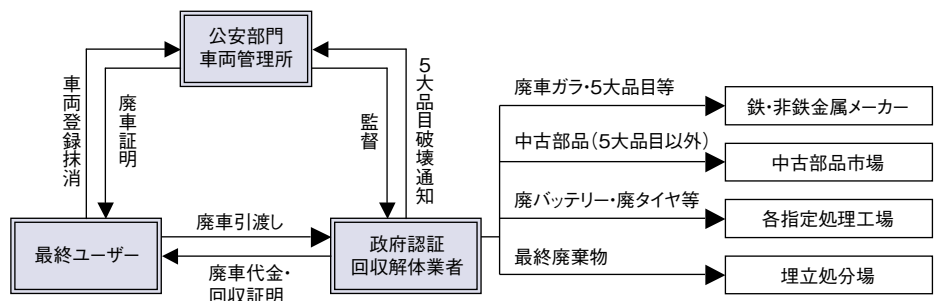 公安部門
車両管理所
車両登録抹消
廃車証明
監督
5大品目破壊通知
最終ユーザー
廃車引渡し
廃車代金・
回収証明
政府認証
回収解体業者
廃車ガラ・5大品目等
鉄・非鉄金属メーカー
中古部品(5大品目以外)
中古部品市場
廃バッテリー・廃タイヤ等
各指定処理工場
最終廃棄物
埋立処分場